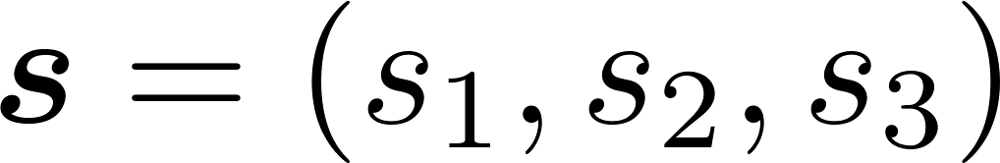 𝒔 = (s₁, s₂, s₃)